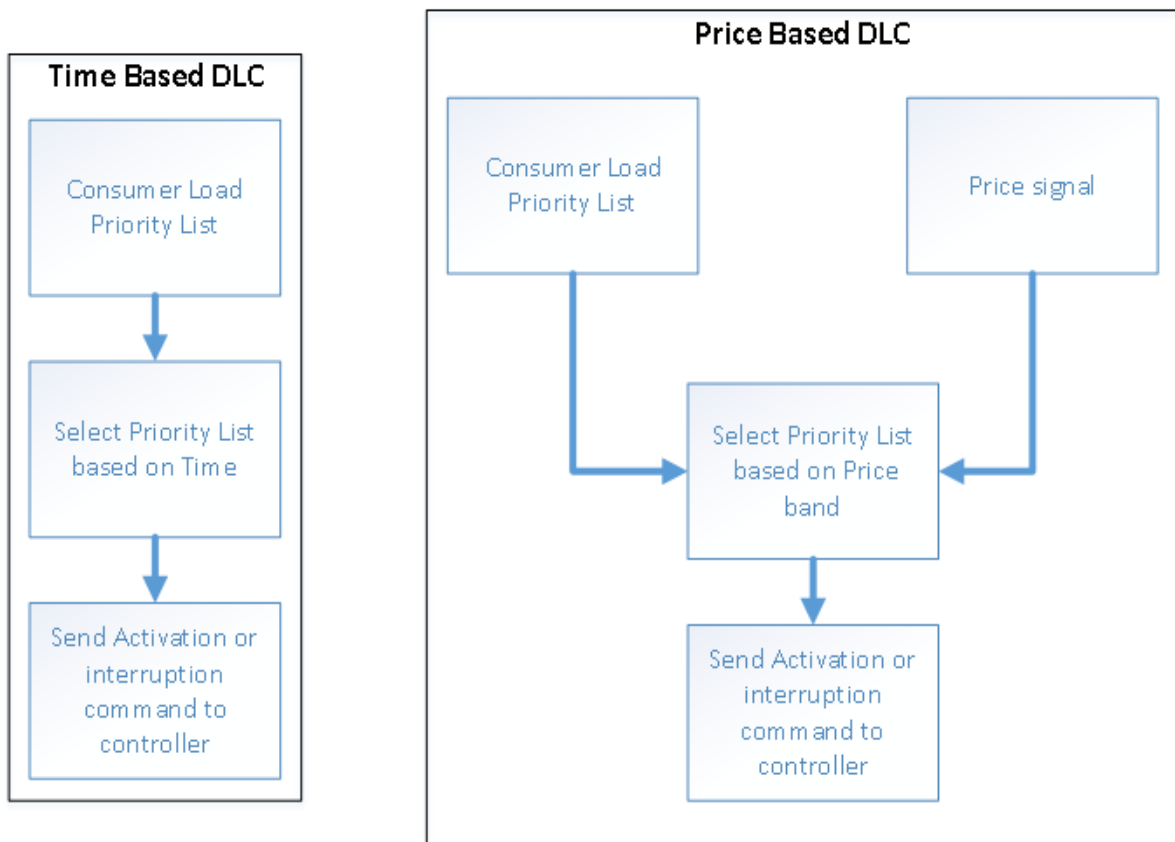 Time Based DLC
Consumer Load
Priority List
Select Priority List
based on Time
Send Activation or
interruption
command to
controller
Price Based DLC
Consumer Load
Priority List
Price signal
Select Priority List
based on Price
band
Send Activation or
interruption
command to
controller